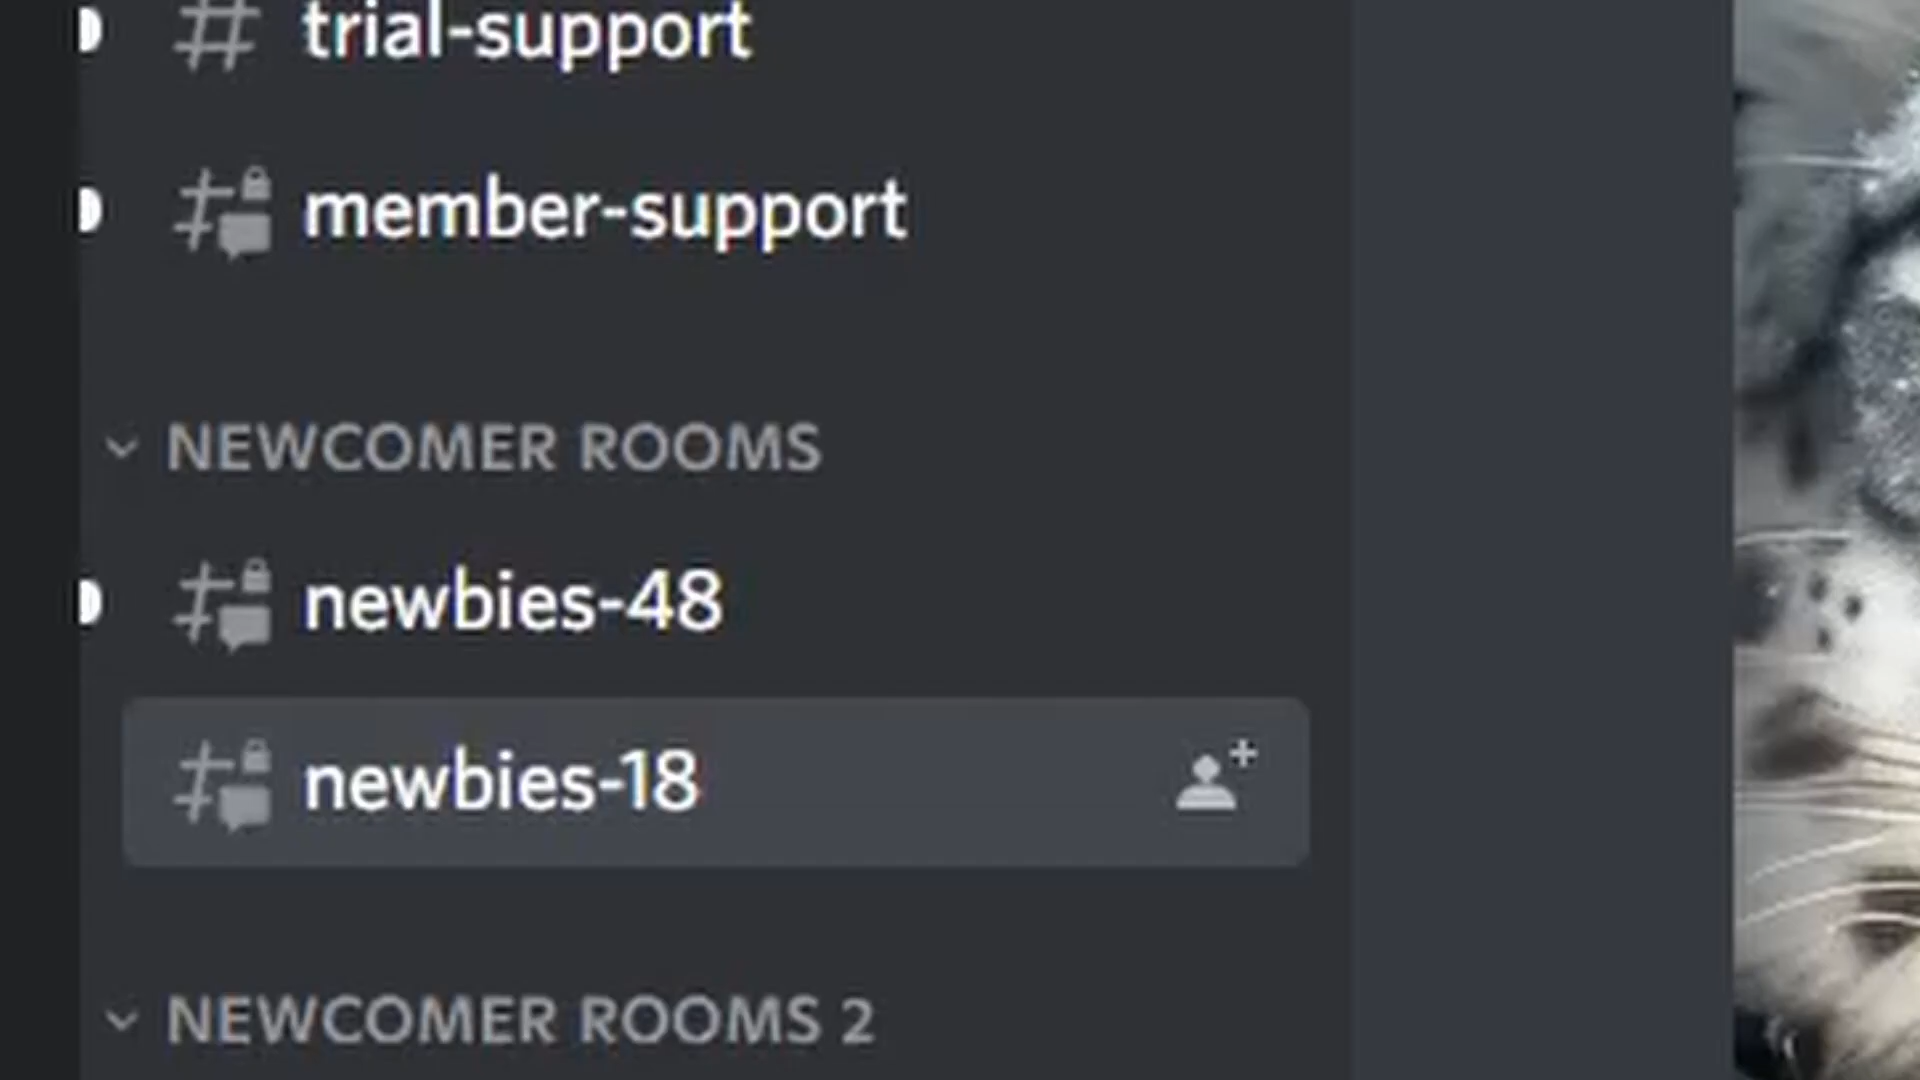 trial-support
member-support
NEWCOMER ROOMS
newbies-48
newbies-18
NEWCOMER ROOMS 2